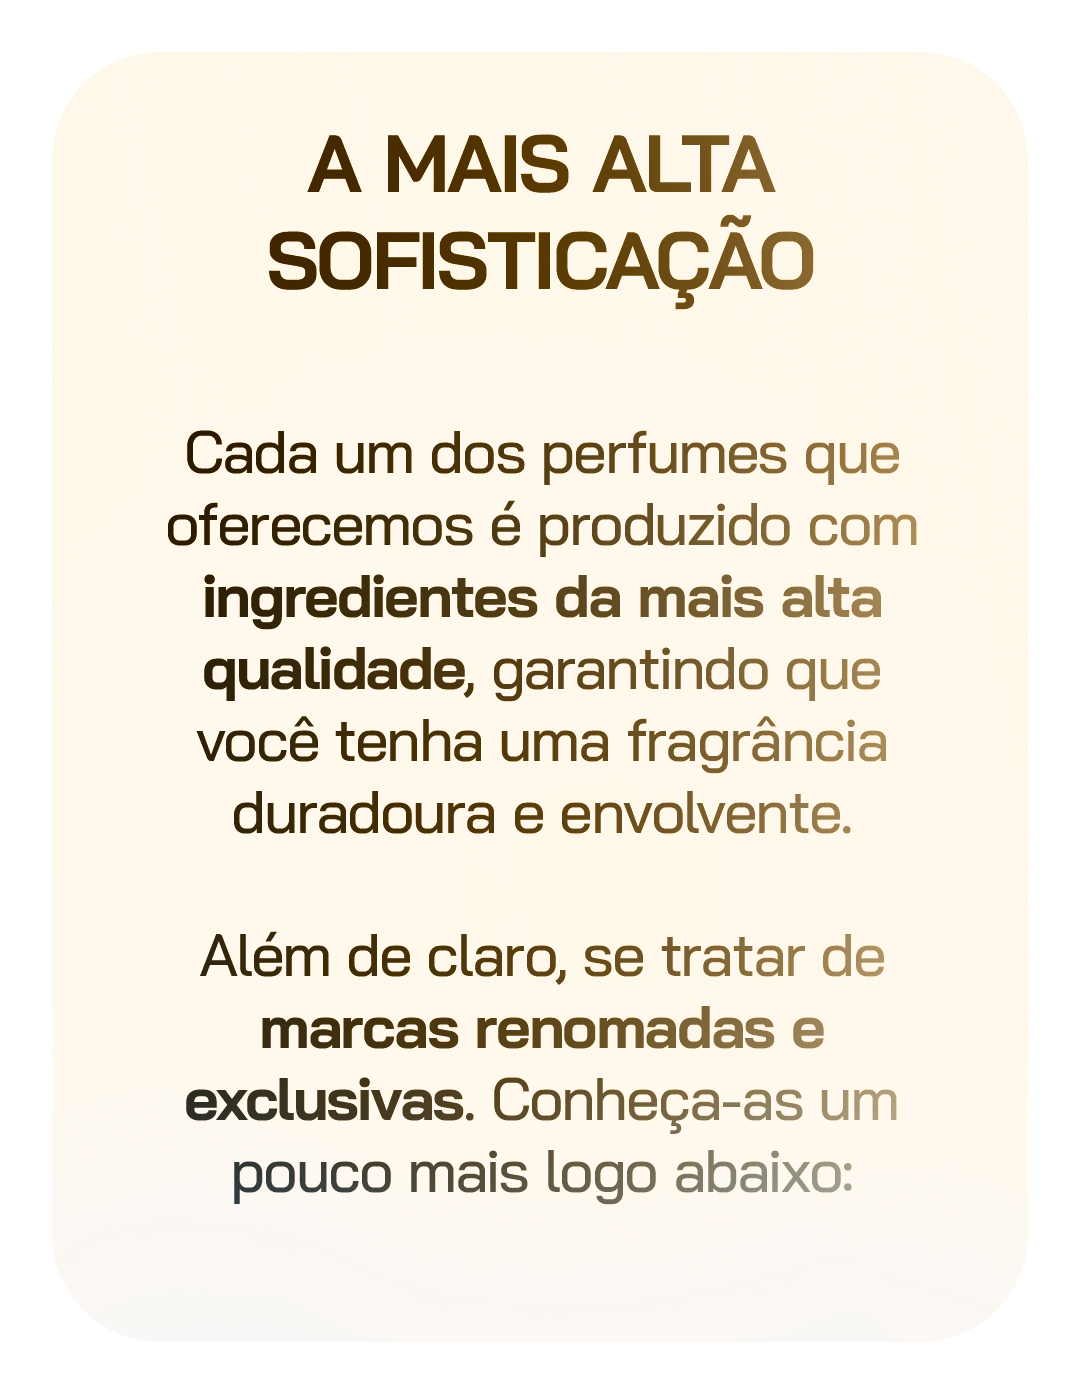 A MAIS ALTA
SOFISTICAÇÃO
Cada um dos perfumes que
oferecemos é produzido com
ingredientes da mais alta
qualidade, garantindo que
você tenha uma fragrância
duradoura e envolvente.
Além de claro, se tratar de
marcas renomadas e
exclusivas. Conheça-as um
pouco mais logo abaixo: